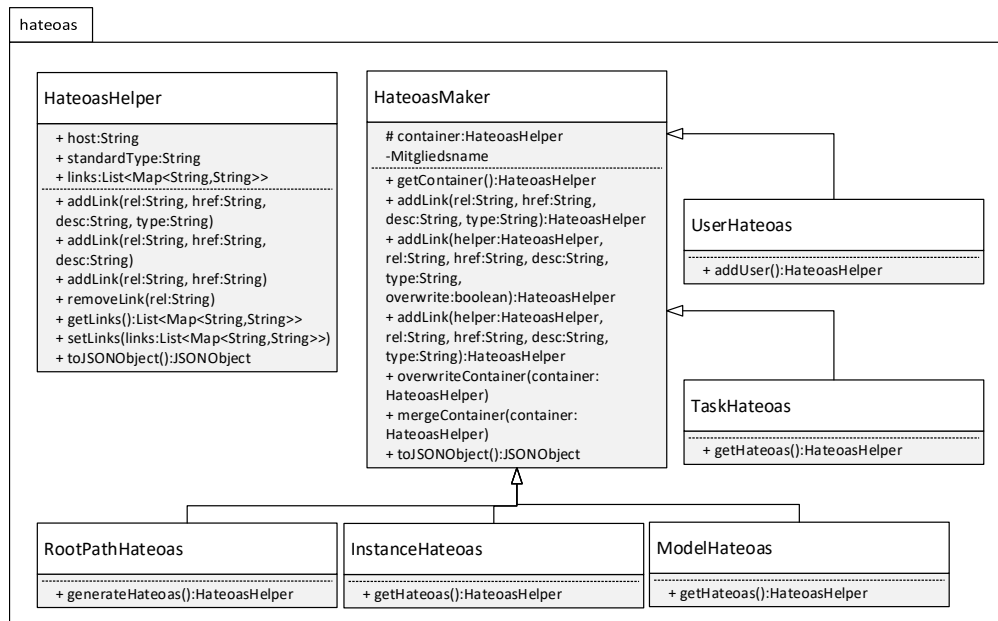 hateoas
HateoasHelper
+ host:String
+ standardType:String
+ links:List<Map<String,String>>
+ addLink(rel:String, href:String,
desc:String, type:String)
+ addLink(rel:String, href:String,
desc:String)
+ addLink(rel:String, href:String)
+ removeLink(rel:String)
+ getLinks():List<Map<String,String>>
+ setLinks(links:List<Map<String,String>>)
+ toJSONObject():JSONObject
HateoasMaker
# container:HateoasHelper
-Mitgliedsname
+ getContainer():HateoasHelper
+ addLink(rel:String, href:String,
desc:String, type:String):HateoasHelper
+ addLink(helper:HateoasHelper,
rel:String, href:String, desc:String,
type:String,
overwrite:boolean):HateoasHelper
+ addLink(helper:HateoasHelper,
rel:String, href:String, desc:String,
type:String):HateoasHelper
+ overwriteContainer(container:
HateoasHelper)
+ mergeContainer(container:
HateoasHelper)
+ toJSONObject():JSONObject
UserHateoas
+ addUser():HateoasHelper
TaskHateoas
+ getHateoas():HateoasHelper
RootPathHateoas
+ generateHateoas():HateoasHelper
InstanceHateoas
+ getHateoas():HateoasHelper
ModelHateoas
+ getHateoas():HateoasHelper